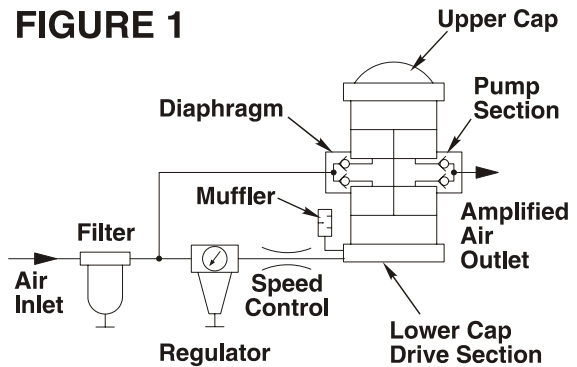 FIGURE 1
Upper Cap
Pump
Section
Diaphragm
Muffler
Filter
Amplified
Air
Outlet
Air
Inlet
Speed
Control
Regulator
Lower Cap
Drive Section